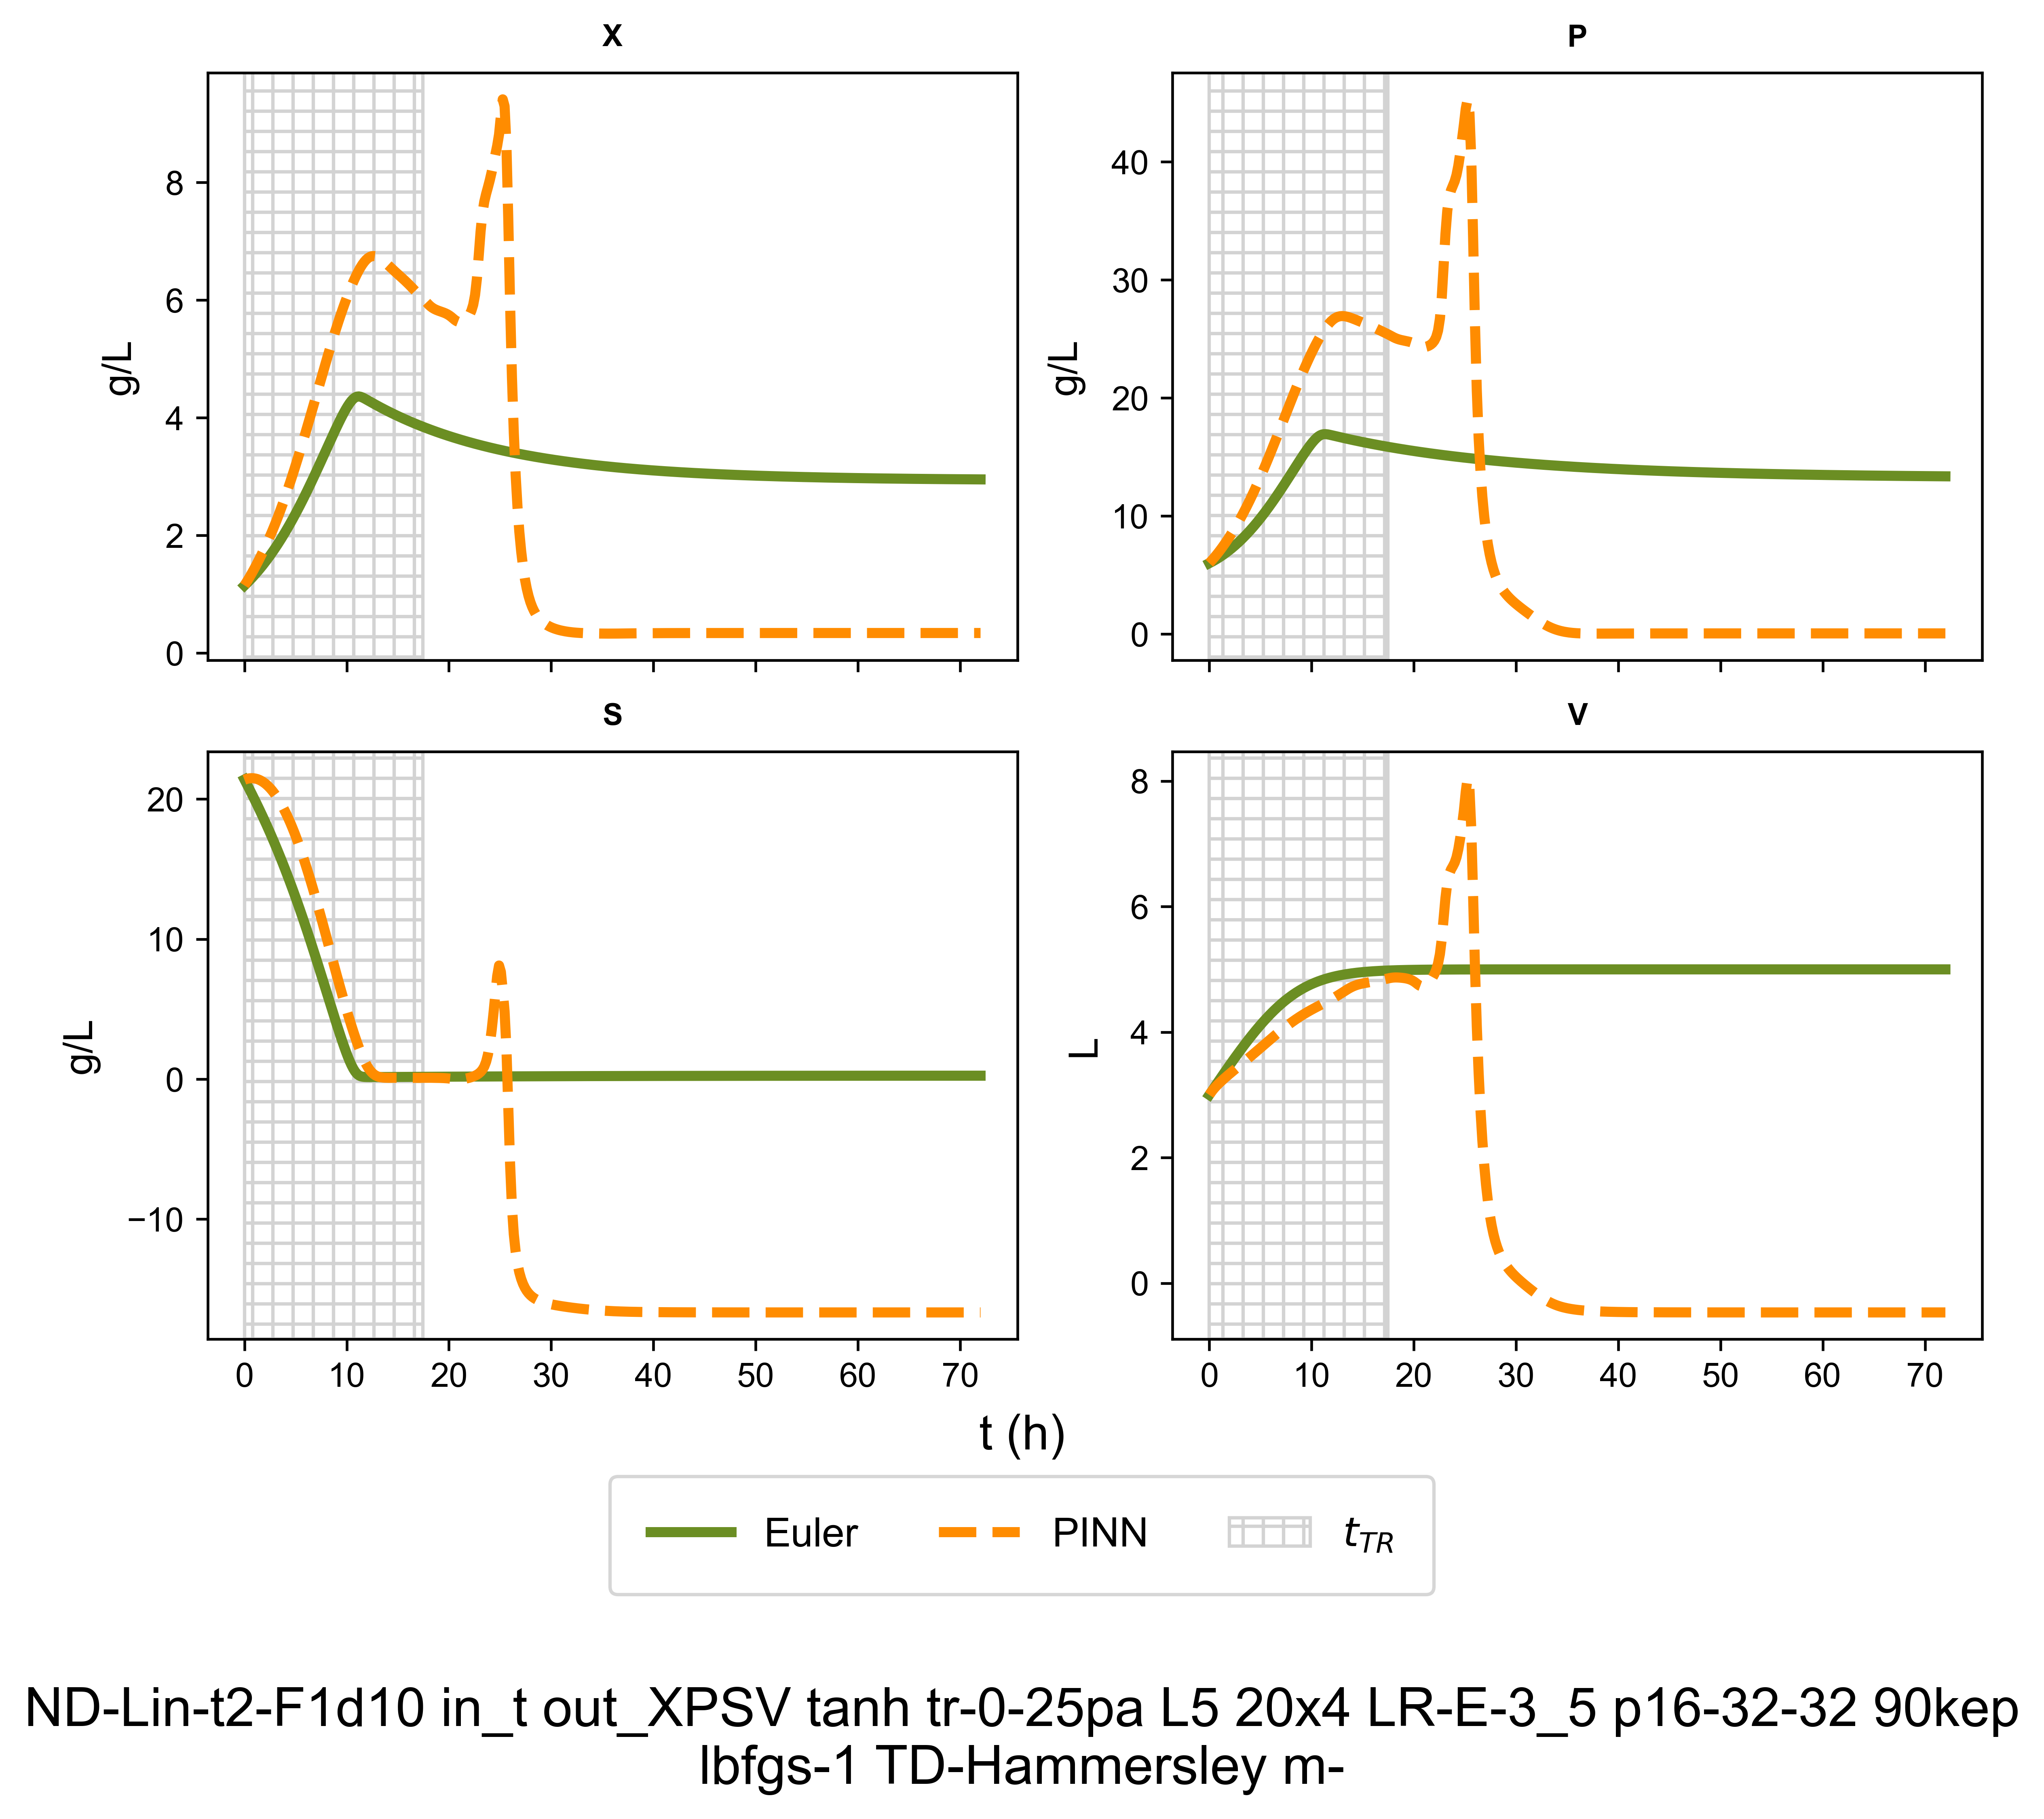 X
P
8
6
4
2
0
g/L
40
30
20
10
0
g/L
S
V
20
10
0
−10
g/L
0 10 20 30 40 50 60 70
8
6
4
2
0
L
0 10 20 30 40 50 60 70
t (h)
Euler PINN t_TR
ND-Lin-t2-F1d10 in_t out_XPSV tanh tr-0-25pa L5 20x4 LR-E-3_5 p16-32-32 90kep
lbfgs-1 TD-Hammersley m-